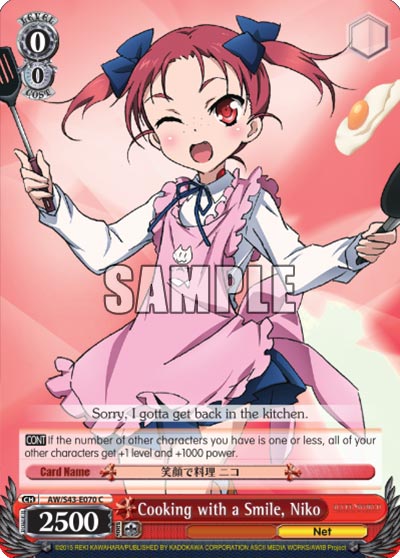 LEVEL
0
0
COST
SAMPLE
Sorry, I gotta get back in the kitchen.
CONT If the number of other characters you have is one or less, all of your
other characters get +1 level and +1000 power.
Card Name
笑顔で料理 ニコ
CH AW/S43-E070 C
2500
Cooking with a Smile, Niko
Net
©2015 REKI KAWAHARA/PUBLISHED BY KADOKAWA CORPORATION ASCII MEDIA WORKS/AWIB Project